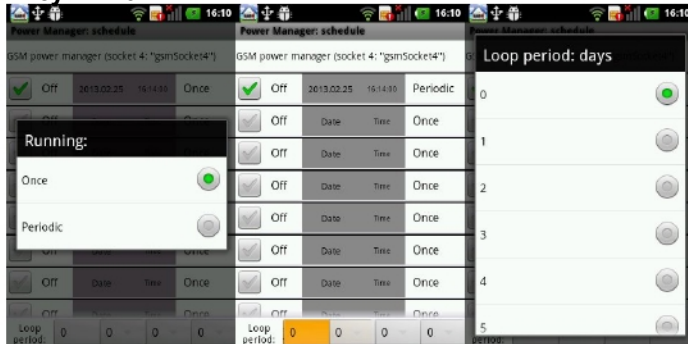 16:10
Power Manager: schedule
GSM power manager (socket 4: "gsmSocket4")
Off 2013.02.25 16:14:00 Once
Running:
Once
Periodic
Off Date Time Once
Off Once
Loop period: 0 0 0 0
16:10
Power Manager: schedule
GSM power manager (socket 4: "gsmSocket4")
Off 2013.02.25 16:14:00 Periodic
Off Date Time Once
Off Date Time Once
Off Date Time Once
Off Date Time Once
Off Date Time Once
Off Date Time Once
Off Once
Loop period: 0 0 0 0
16:10
Loop period: days
0
1
2
3
4
5